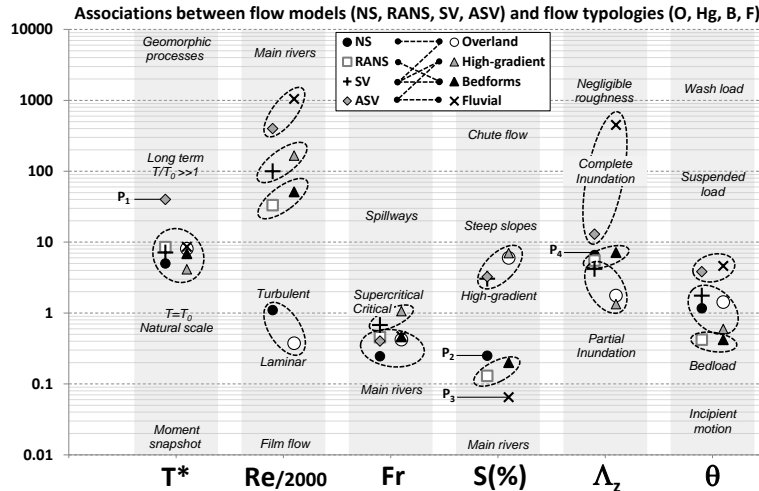 Associations between flow models (NS, RANS, SV, ASV) and flow typologies (O, Hg, B, F)
10000
1000
100
10
1
0.1
0.01
NS
RANS
SV
ASV
Overland
High-gradient
Bedforms
Fluvial
Geomorphic
processes
Long term
T/T₀ >>1
P₁
T=T₀
Natural scale
Moment
snapshot
Main rivers
Turbulent
Laminar
Film flow
Spillways
Supercritical
Critical
Main rivers
Chute flow
Steep slopes
High-gradient
P₂
P₃
Main rivers
Negligible
roughness
Complete
Inundation
P₄
Partial
Inundation
Wash load
Suspended
load
Bedload
Incipient
motion
T*
Re/2000
Fr
S(%)
Λz
θ